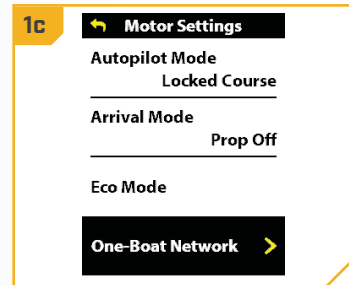 1c
Motor Settings
Autopilot Mode
Locked Course
Arrival Mode
Prop Off
Eco Mode
One-Boat Network